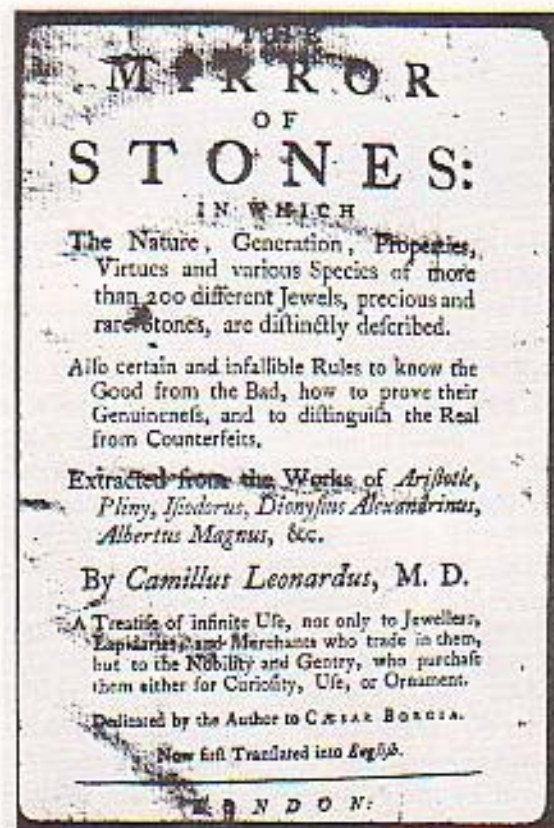 THE
MIRROR
OF
STONES:
IN WHICH
The Nature, Generation, Properties,
Virtues and various Species of more
than 200 different Jewels, precious and
rare Stones, are diſtinctly deſcribed.
Alſo certain and infallible Rules to know the
Good from the Bad, how to prove their
Genuineneſs, and to diſtinguiſh the Real
from Counterfeits.
Extracted from the Works of Ariſtotle,
Pliny, Iſiodorus, Dionyſius Alexandrinus,
Albertus Magnus, &c.
By Camillus Leonardus, M. D.
A Treatiſe of infinite Uſe, not only to Jewellers,
Lapidaries, and Merchants who trade in them,
but to the Nobility and Gentry, who purchaſe
them either for Curioſity, Uſe, or Ornament.
Dedicated by the Author to CÆSAR BORGIA.
Now firſt Tranſlated into Engliſh.
LONDON: